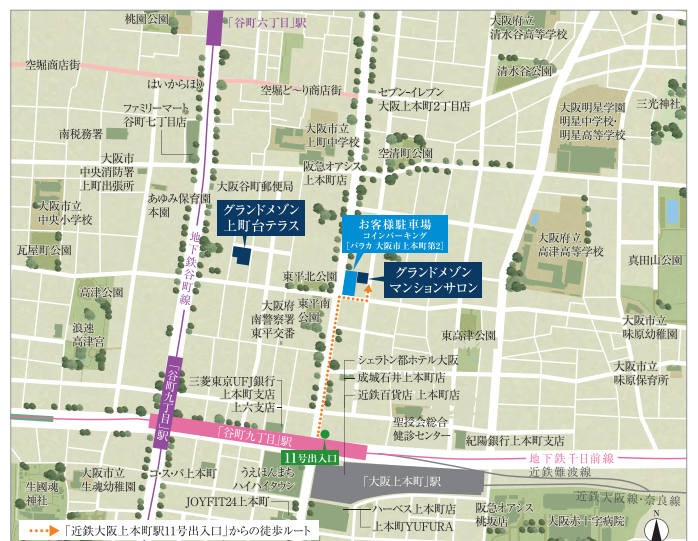 桃園公園
「谷町六丁目」駅
大阪府立
清水谷高等学校
空堀商店街
清水谷公園
はいからほり
空堀ど〜り商店街
セブン-イレブン
大阪上本町2丁目店
ファミリーマート
谷町七丁目店
大阪明星学園
明星中学校・
明星高等学校
三光神社
南税務署
大阪市立
上町中学校
空清町公園
大阪市
中央消防署
上町出張所
阪急オアシス
上本町店
大阪谷町郵便局
あゆみ保育園
本園
大阪市立
中央小学校
グランドメゾン
上町台テラス
お客様駐車場
コインパーキング
[パラカ 大阪市上本町第2]
地下鉄谷町線
大阪府立
高津高等学校
瓦屋町公園
真田山公園
東平北公園
グランドメゾン
マンションサロン
高津公園
大阪府
南警察署
東平交番
東平南
公園
浪速
高津宮
東高津公園
大阪市立
味原幼稚園
シェラトン都ホテル大阪
成城石井上本町店
近鉄百貨店 上本町店
大阪市立
味原保育所
三菱東京UFJ銀行
上本町支店
上六支店
「谷町九丁目」駅
聖授会総合
健診センター
「谷町九丁目」駅
紀陽銀行上本町支店
11号出入口
地下鉄千日前線
近鉄難波線
大阪市立
生魂幼稚園
コ・ス・パ上本町
うえほんまち
ハイハイタウン
「大阪上本町」駅
生國魂
神社
JOYFIT24上本町
近鉄大阪線・奈良線
ハーベス上本町店
上本町YUFURA
阪急オアシス
桃坂店
大阪赤十字病院
N
「近鉄大阪上本町駅11号出入口」からの徒歩ルート